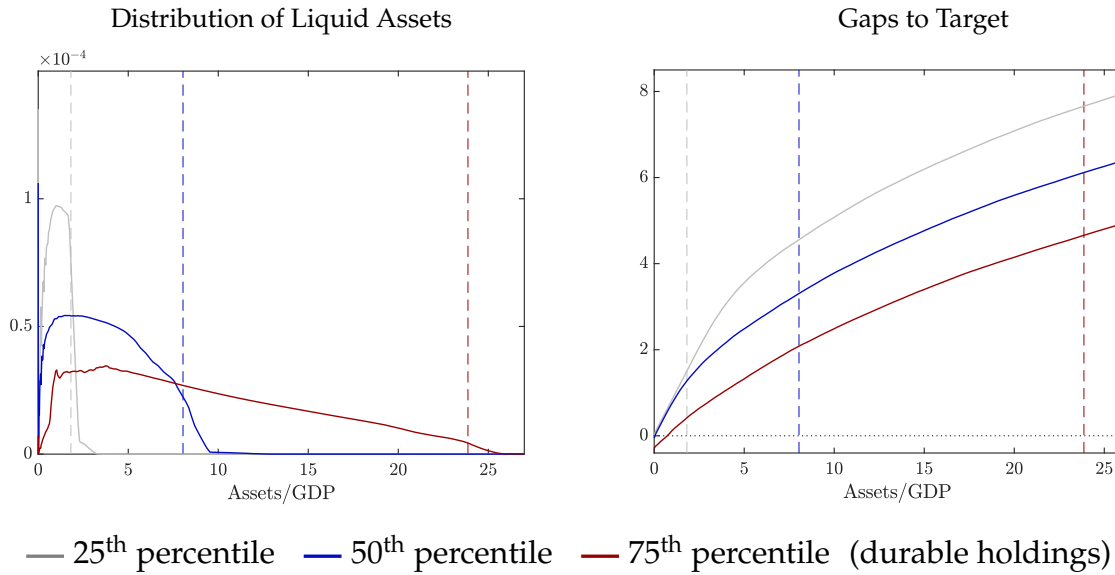 Distribution of Liquid Assets
×10⁻⁴
1
0.5
0
0 5 10 15 20 25
Assets/GDP
Gaps to Target
8
6
4
2
0
0 5 10 15 20 25
Assets/GDP
25th percentile 50th percentile 75th percentile (durable holdings)